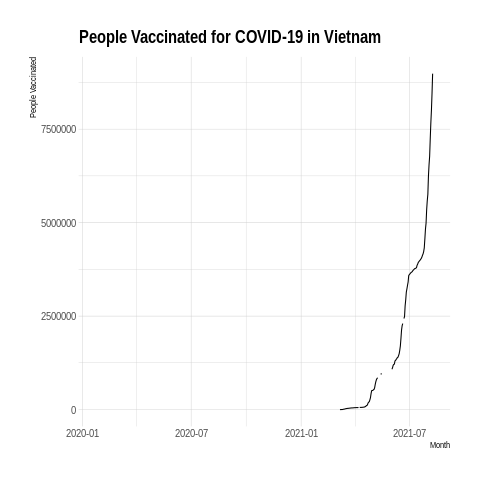 People Vaccinated for COVID-19 in Vietnam
People Vaccinated
7500000
5000000
2500000
0
2020-01 2020-07 2021-01 2021-07
Month